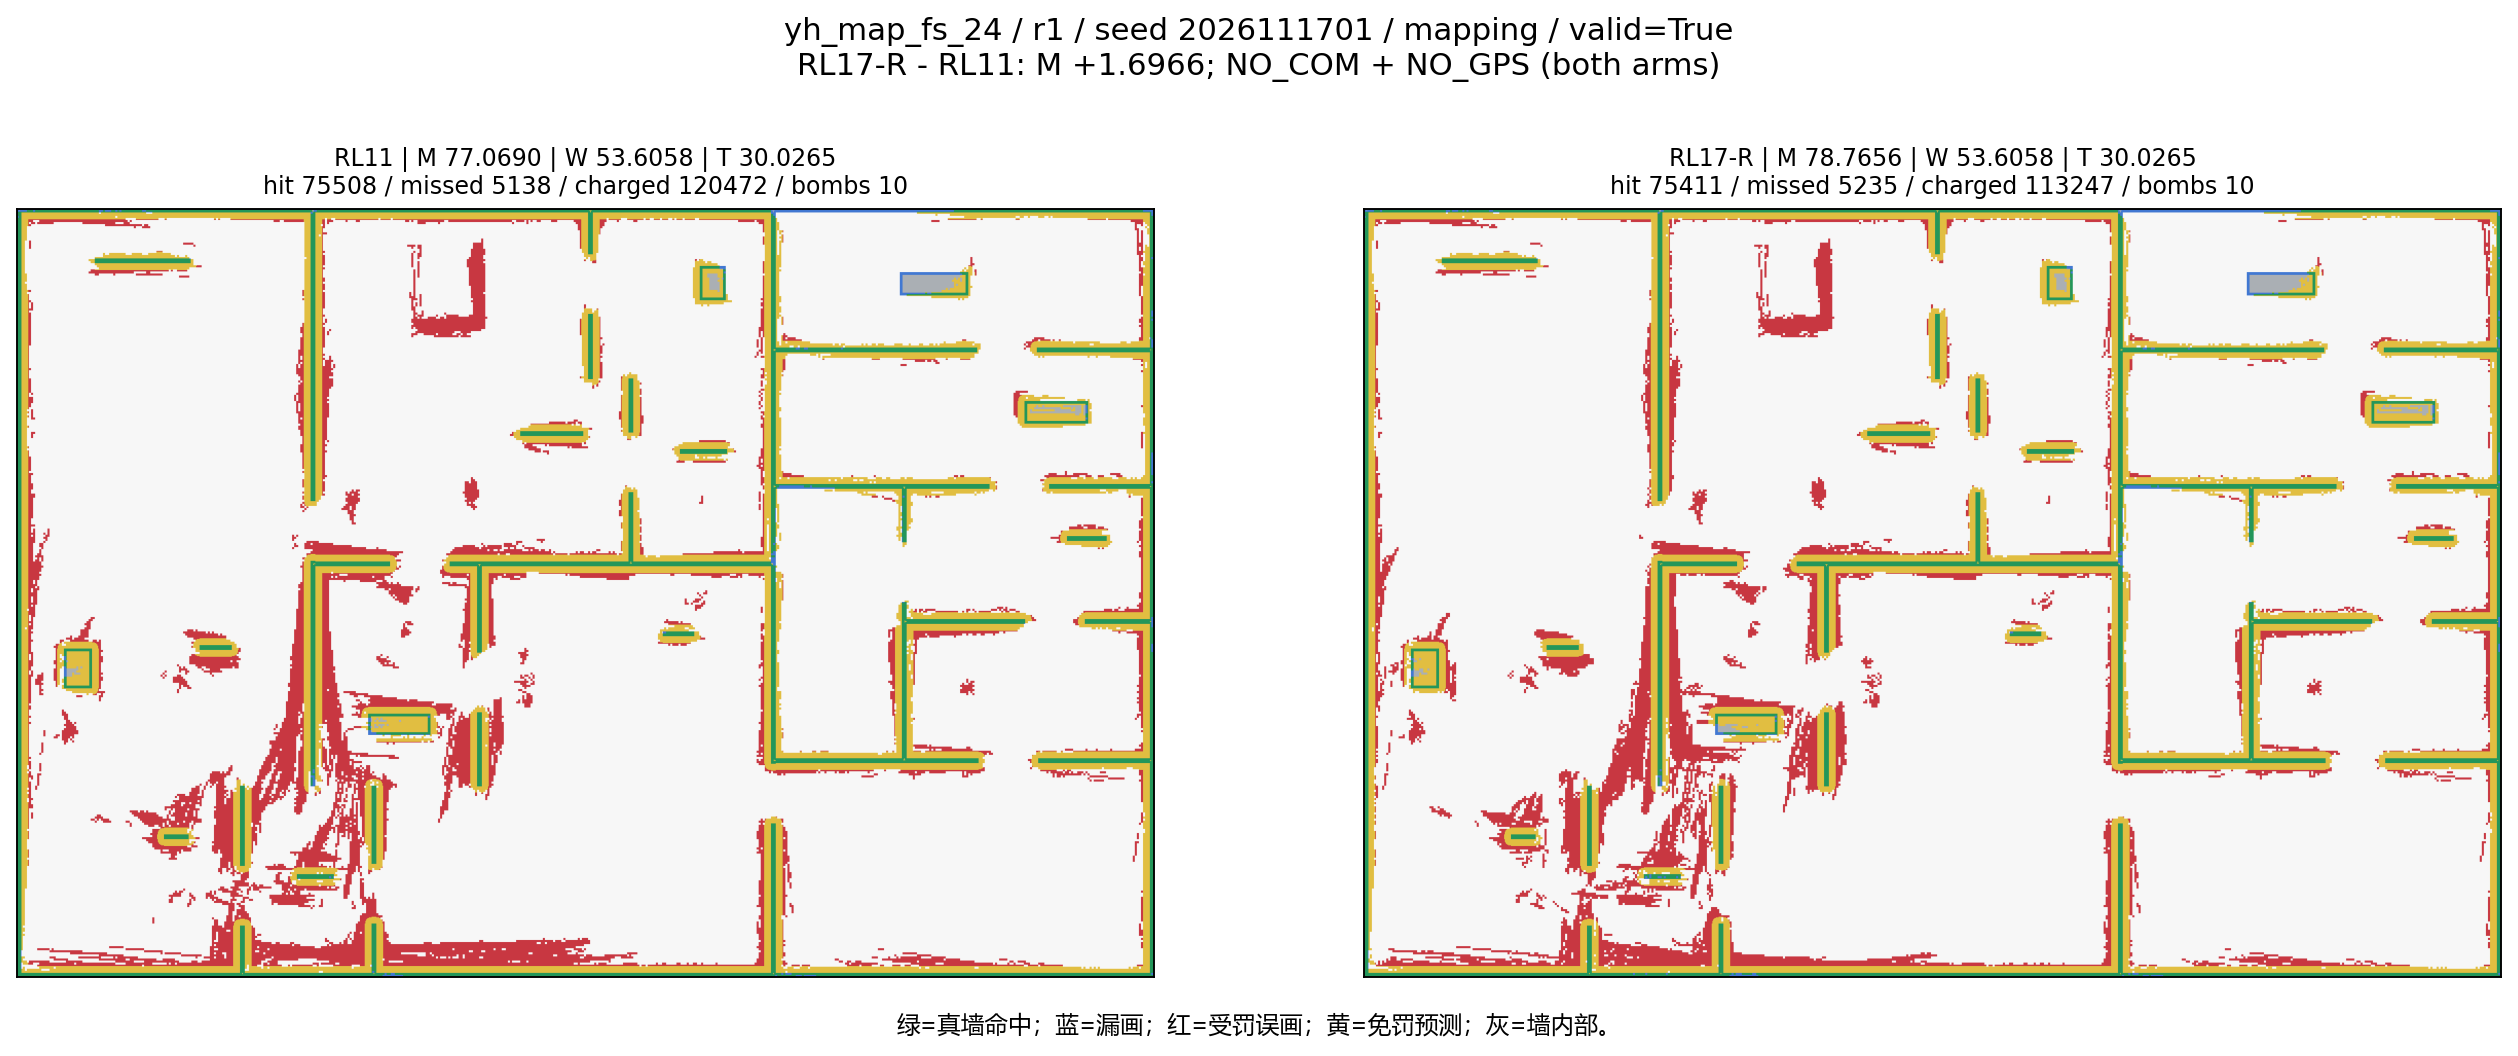 yh_map_fs_24 / r1 / seed 2026111701 / mapping / valid=True
RL17-R - RL11: M +1.6966; NO_COM + NO_GPS (both arms)
RL11 | M 77.0690 | W 53.6058 | T 30.0265
hit 75508 / missed 5138 / charged 120472 / bombs 10
RL17-R | M 78.7656 | W 53.6058 | T 30.0265
hit 75411 / missed 5235 / charged 113247 / bombs 10
绿=真墙命中；蓝=漏画；红=受罚误画；黄=免罚预测；灰=墙内部。